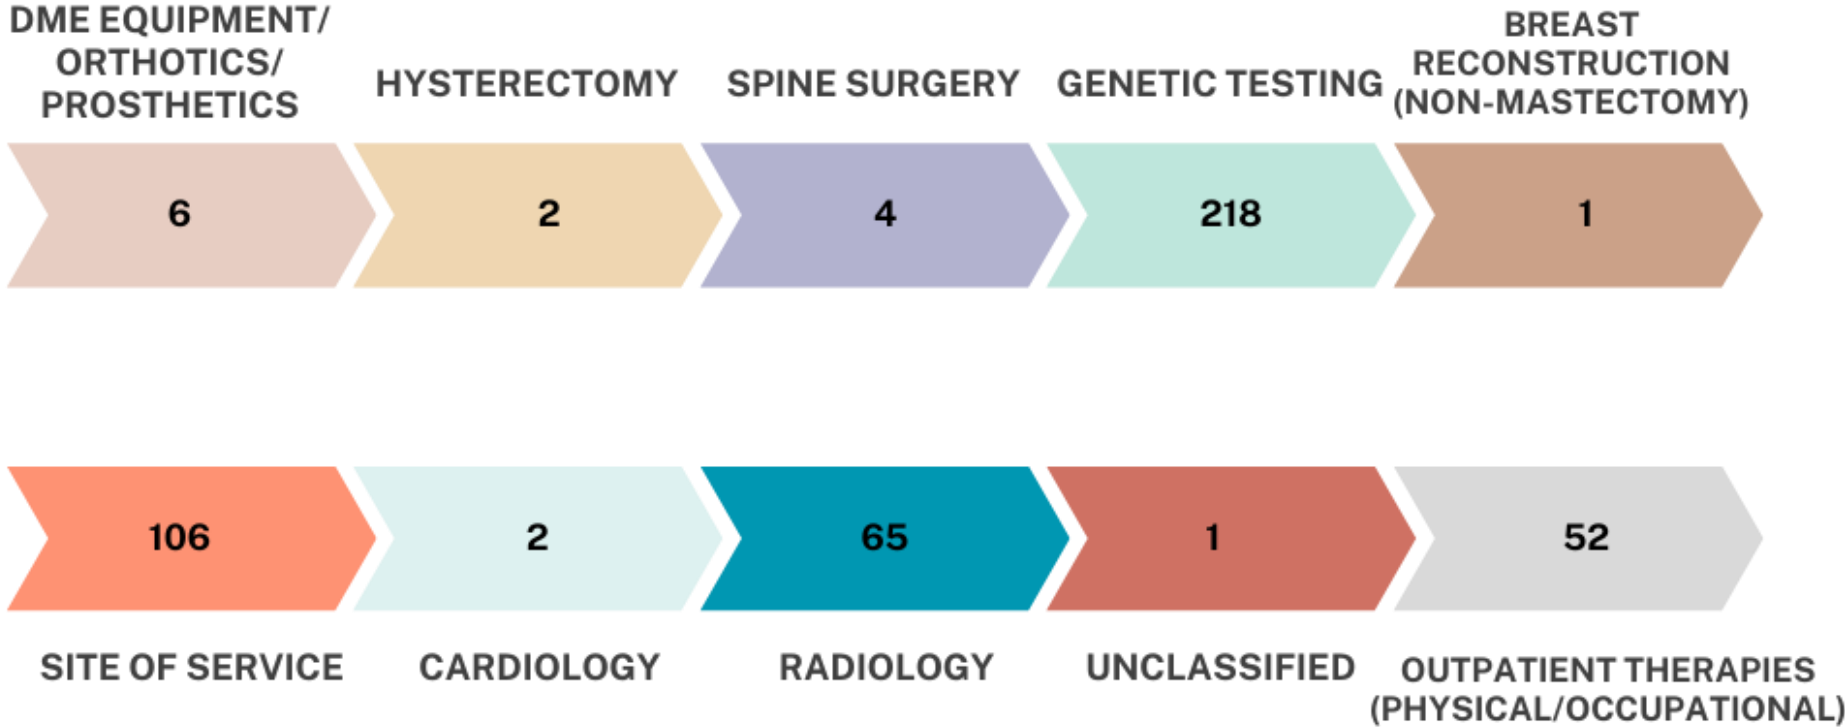 DME EQUIPMENT/
ORTHOTICS/
PROSTHETICS
HYSTERECTOMY
SPINE SURGERY
GENETIC TESTING
BREAST
RECONSTRUCTION
(NON-MASTECTOMY)
6
2
4
218
1
106
2
65
1
52
SITE OF SERVICE
CARDIOLOGY
RADIOLOGY
UNCLASSIFIED
OUTPATIENT THERAPIES
(PHYSICAL/OCCUPATIONAL)